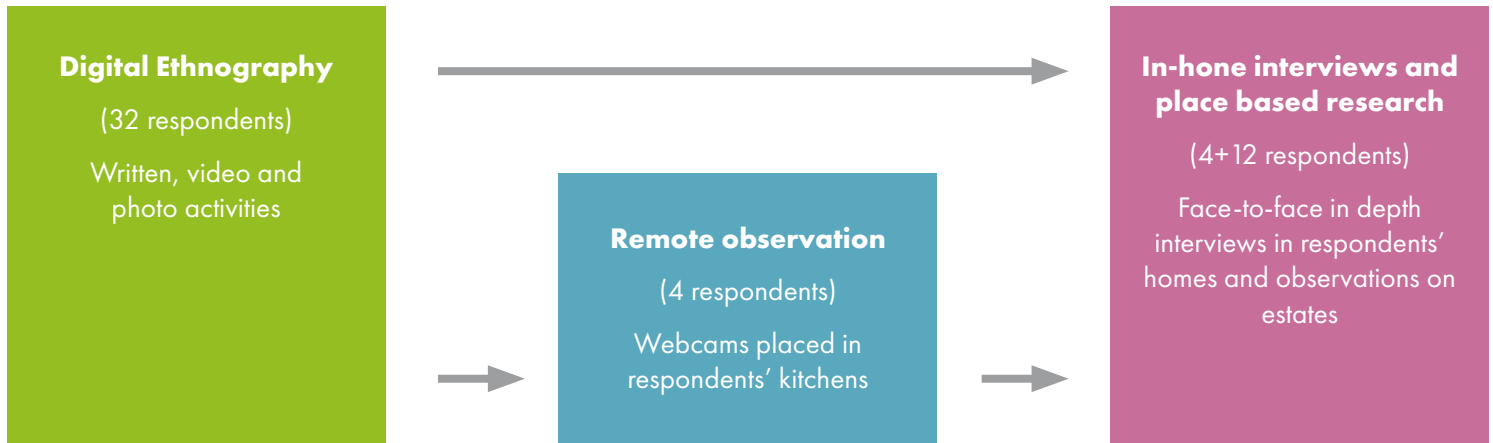 Digital Ethnography
(32 respondents)
Written, video and
photo activities
Remote observation
(4 respondents)
Webcams placed in
respondents’ kitchens
In-hone interviews and
place based research
(4+12 respondents)
Face-to-face in depth
interviews in respondents’
homes and observations on
estates